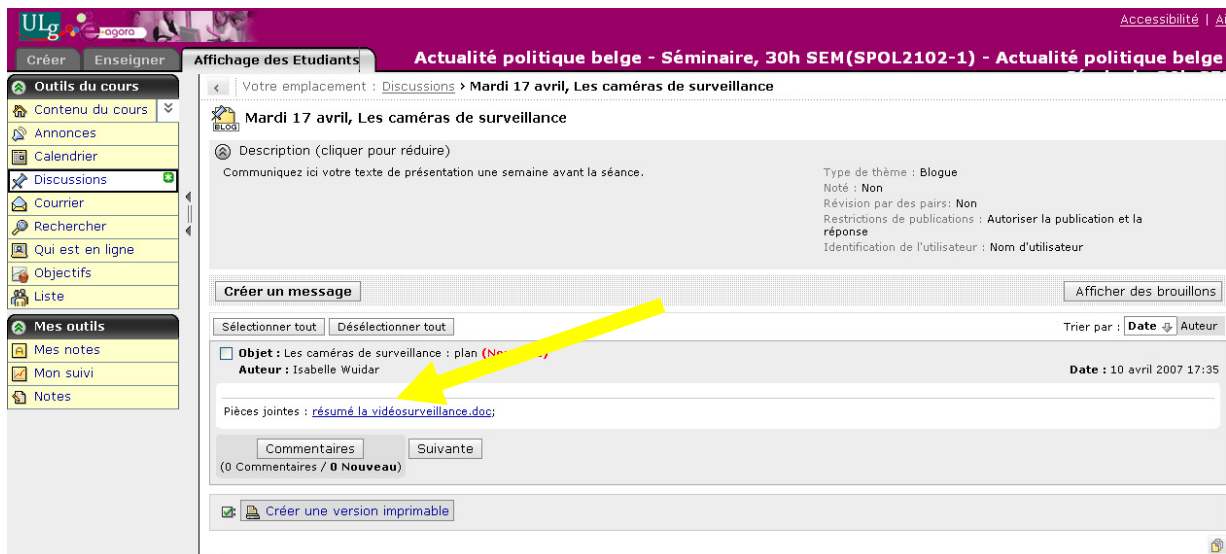 ULg e-agora
Accessibilité |
Créer Enseigner Affichage des Etudiants
Actualité politique belge - Séminaire, 30h SEM(SPOL2102-1) - Actualité politique belge
Outils du cours
Contenu du cours
Annonces
Calendrier
Discussions
Courrier
Rechercher
Qui est en ligne
Objectifs
Liste
Mes outils
Mes notes
Mon suivi
Notes
Votre emplacement : Discussions › Mardi 17 avril, Les caméras de surveillance
BLOG
Mardi 17 avril, Les caméras de surveillance
Description (cliquer pour réduire)
Communiquez ici votre texte de présentation une semaine avant la séance.
Type de thème : Blogue
Noté : Non
Révision par des pairs: Non
Restrictions de publications : Autoriser la publication et la
réponse
Identification de l'utilisateur : Nom d'utilisateur
Créer un message
Afficher des brouillons
Sélectionner tout Désélectionner tout
Trier par : Date Auteur
Objet : Les caméras de surveillance : plan
Auteur : Isabelle Wuidar
Date : 10 avril 2007 17:35
Pièces jointes : résumé la vidéosurveillance.doc;
Commentaires Suivante
(0 Commentaires / 0 Nouveau)
Créer une version imprimable